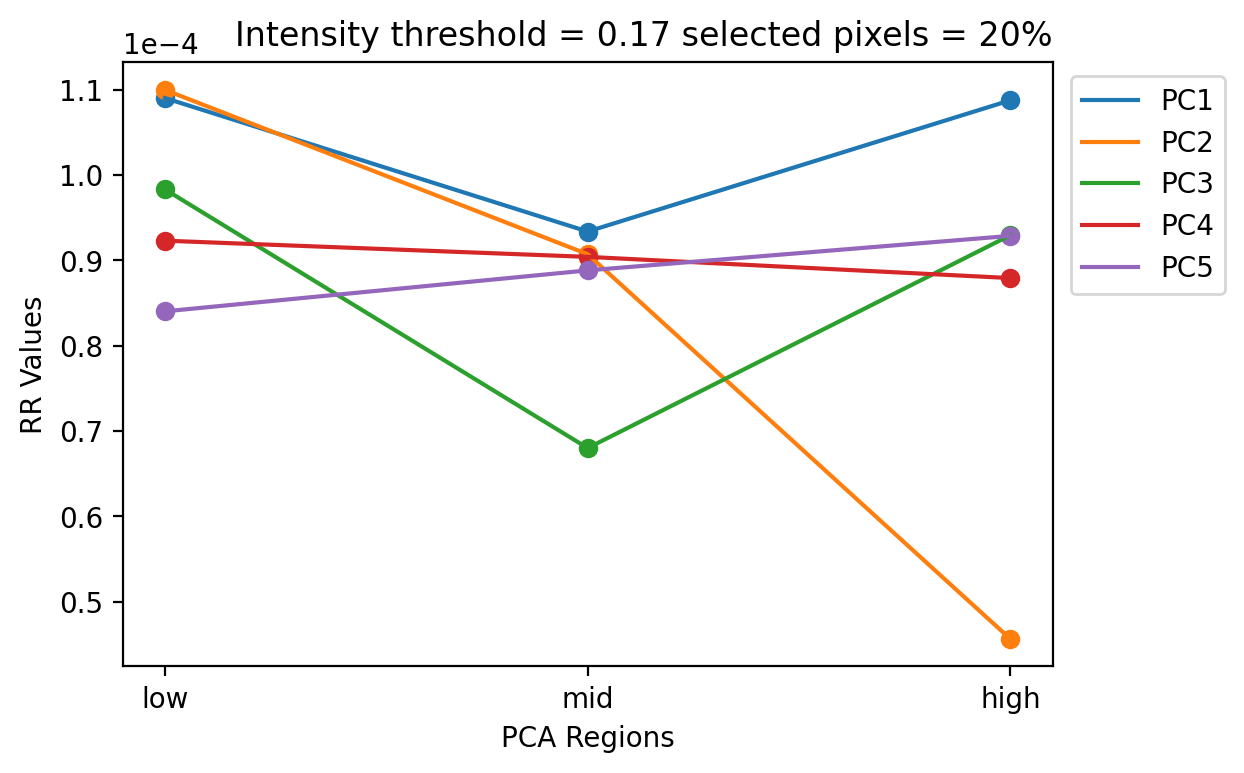 Intensity threshold = 0.17 selected pixels = 20%
1e−4
1.1
1.0
0.9
0.8
0.7
0.6
0.5
RR Values
low mid high
PCA Regions
PC1
PC2
PC3
PC4
PC5